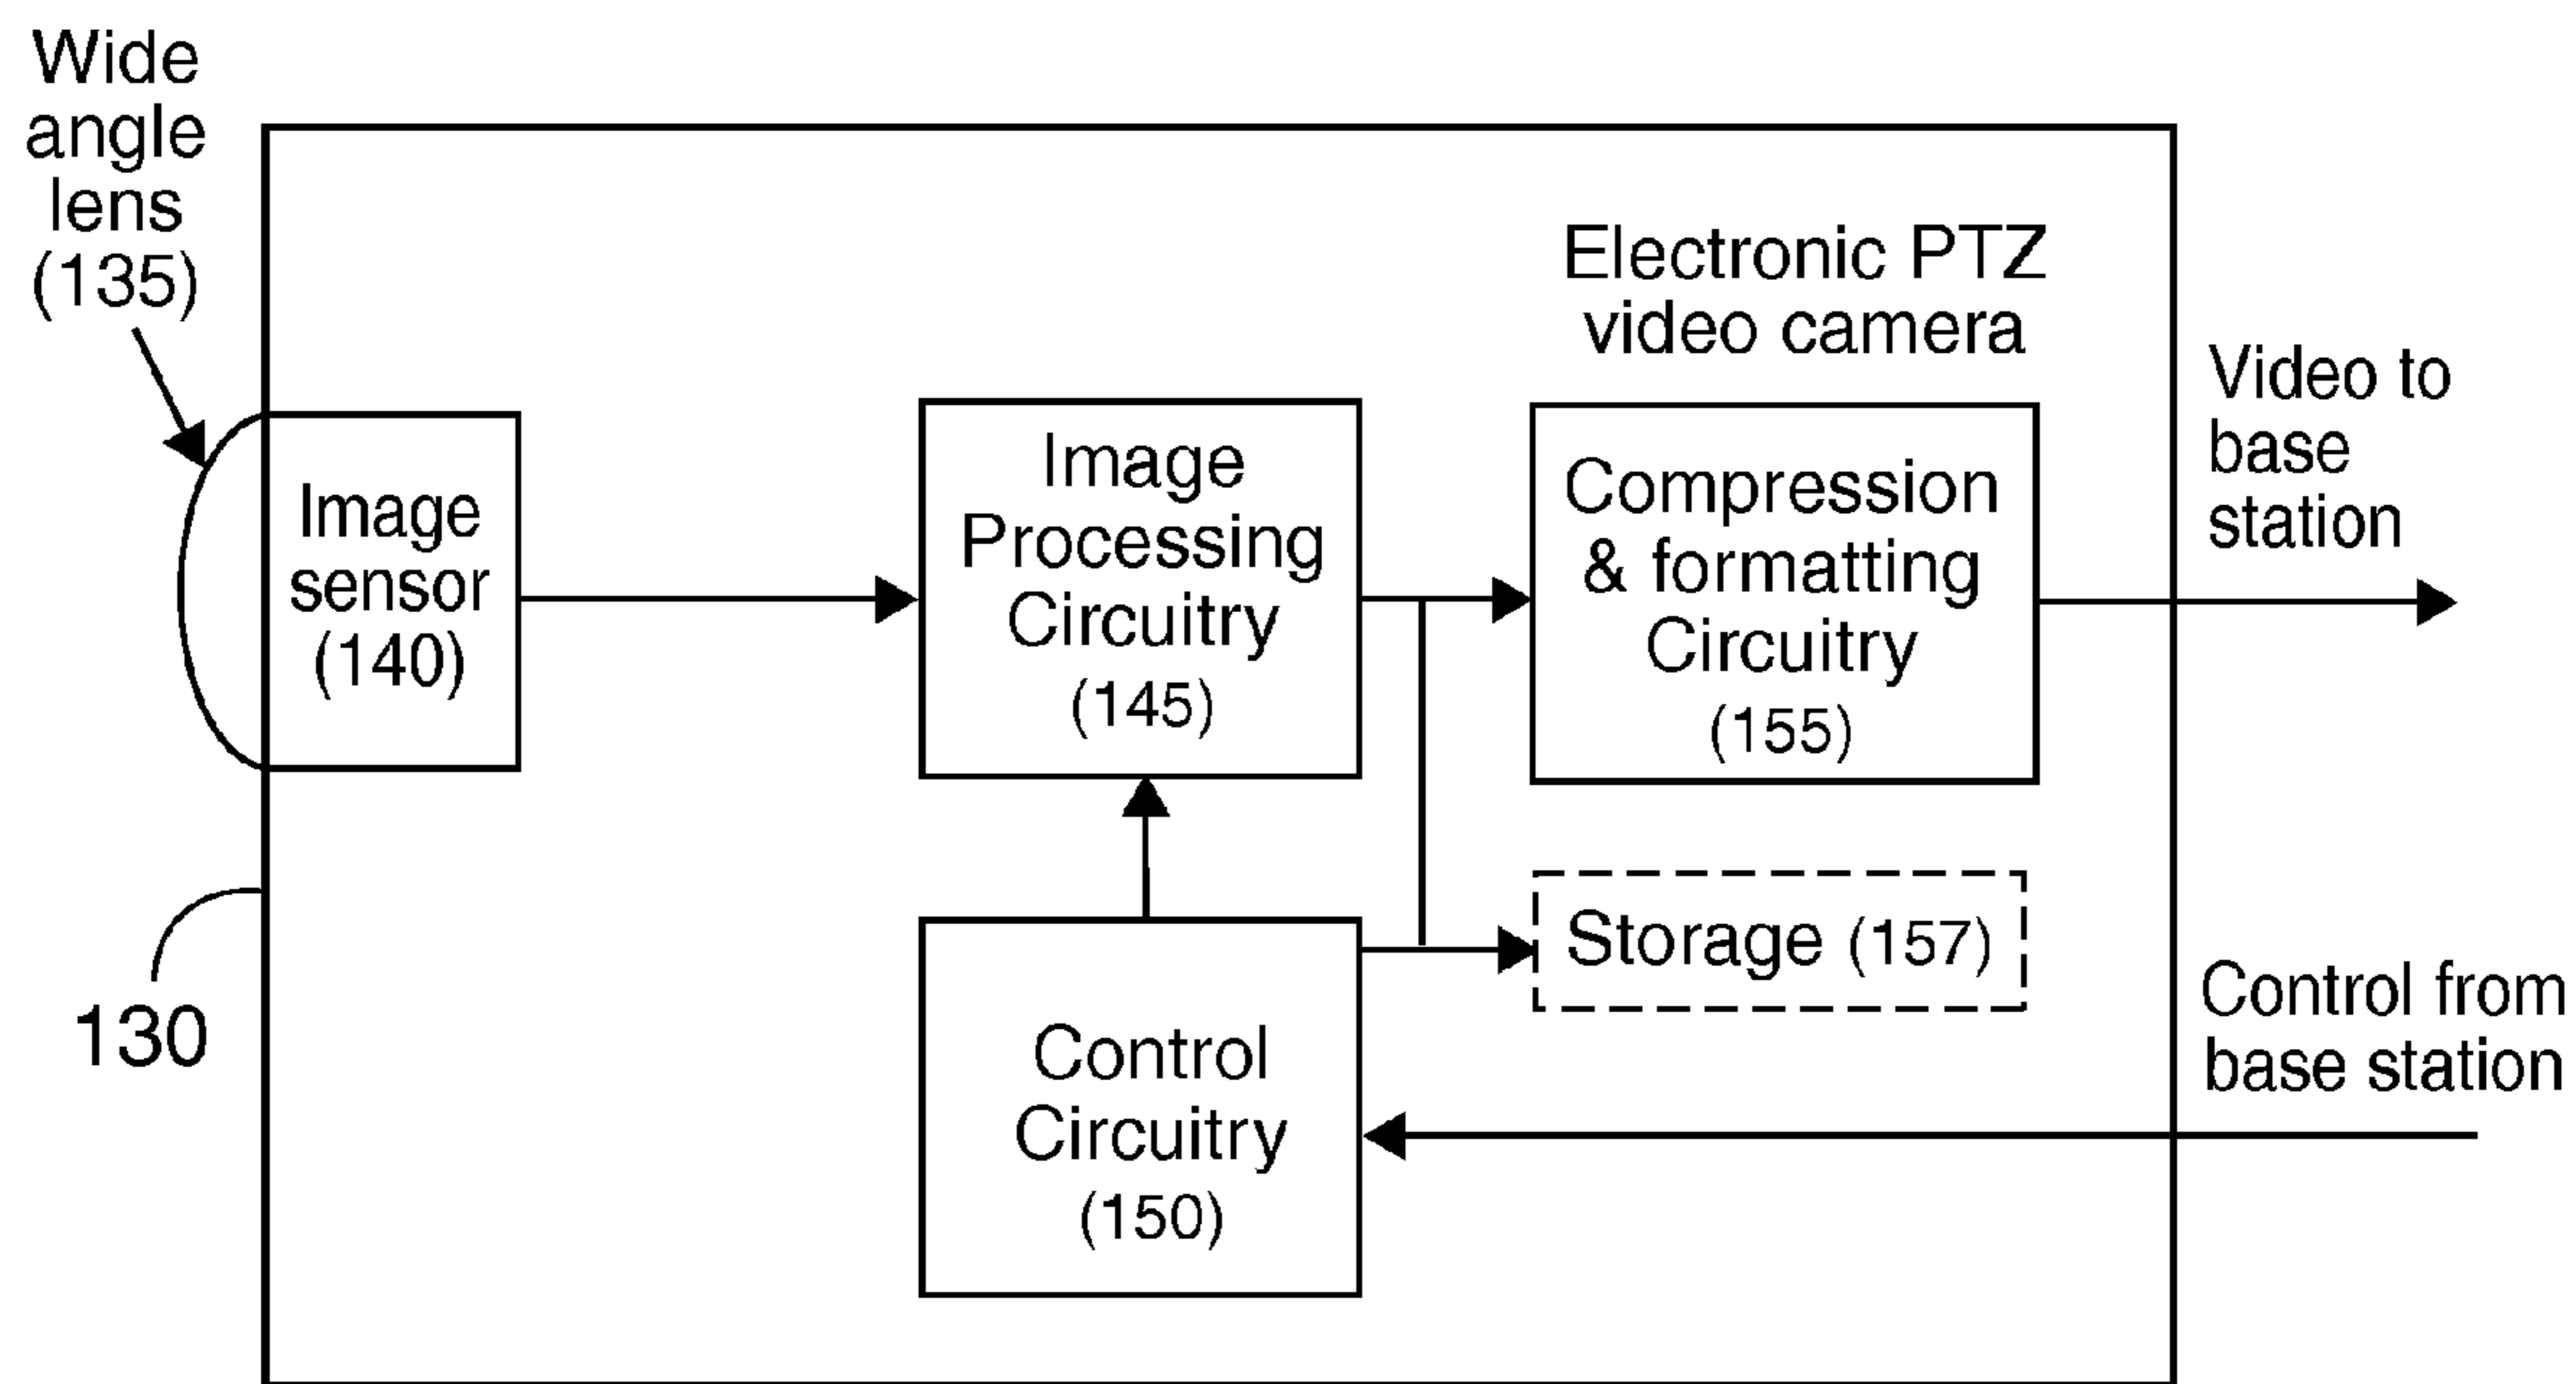 Wide
angle
lens
(135)
Electronic PTZ
video camera
Image
sensor
(140)
Image
Processing
Circuitry
(145)
Compression
& formatting
Circuitry
(155)
Video to
base
station
Storage (157)
Control
Circuitry
(150)
Control from
base station
130